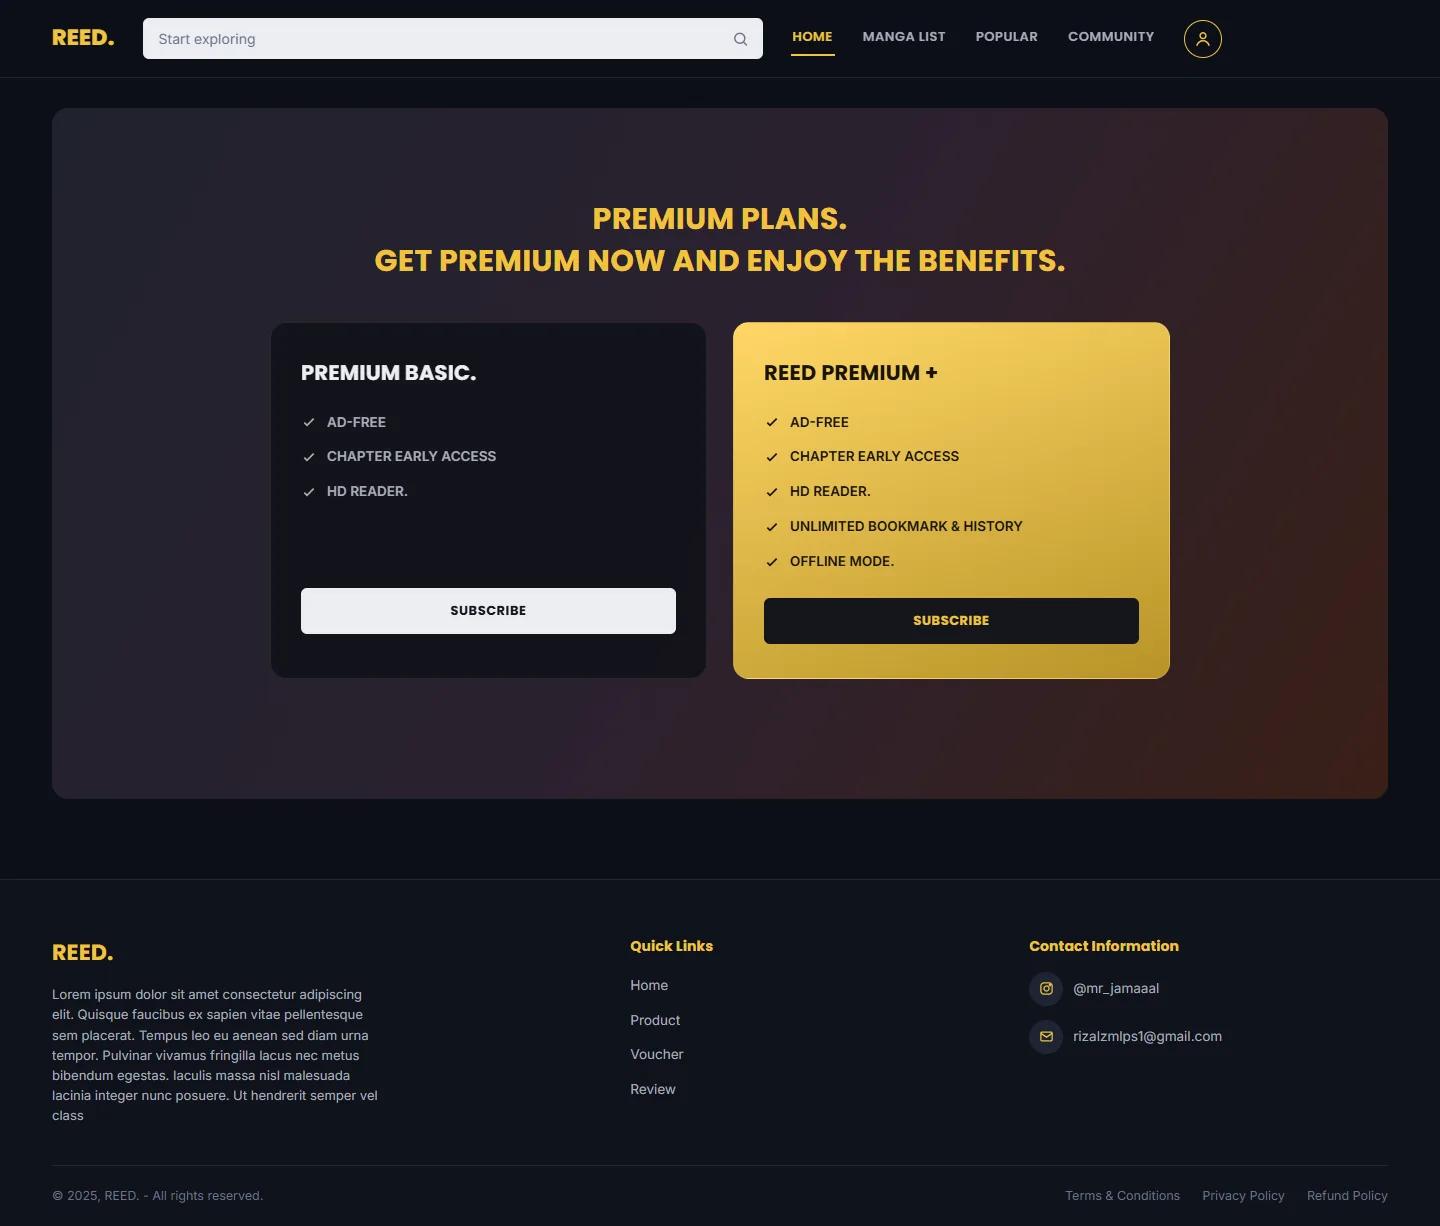 REED.
Start exploring
HOME
MANGA LIST
POPULAR
COMMUNITY
PREMIUM PLANS.
GET PREMIUM NOW AND ENJOY THE BENEFITS.
PREMIUM BASIC.
AD-FREE
CHAPTER EARLY ACCESS
HD READER.
SUBSCRIBE
REED PREMIUM +
AD-FREE
CHAPTER EARLY ACCESS
HD READER.
UNLIMITED BOOKMARK & HISTORY
OFFLINE MODE.
SUBSCRIBE
REED.
Lorem ipsum dolor sit amet consectetur adipiscing
elit. Quisque faucibus ex sapien vitae pellentesque
sem placerat. Tempus leo eu aenean sed diam urna
tempor. Pulvinar vivamus fringilla lacus nec metus
bibendum egestas. Iaculis massa nisl malesuada
lacinia integer nunc posuere. Ut hendrerit semper vel
class
Quick Links
Home
Product
Voucher
Review
Contact Information
@mr_jamaaal
rizalzmlps1@gmail.com
© 2025, REED. - All rights reserved.
Terms & Conditions
Privacy Policy
Refund Policy